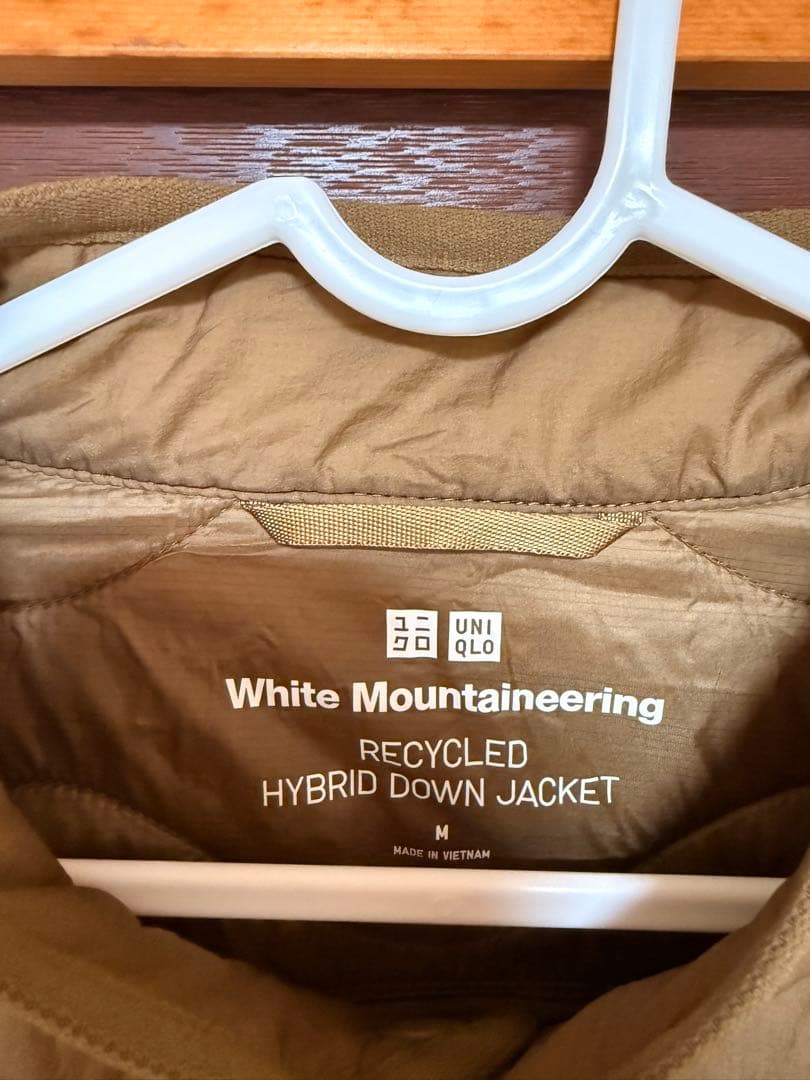 ユニ UNI
クロ QLO
White Mountaineering
RECYCLED
HYBRID DOWN JACKET
M
MADE IN VIETNAM